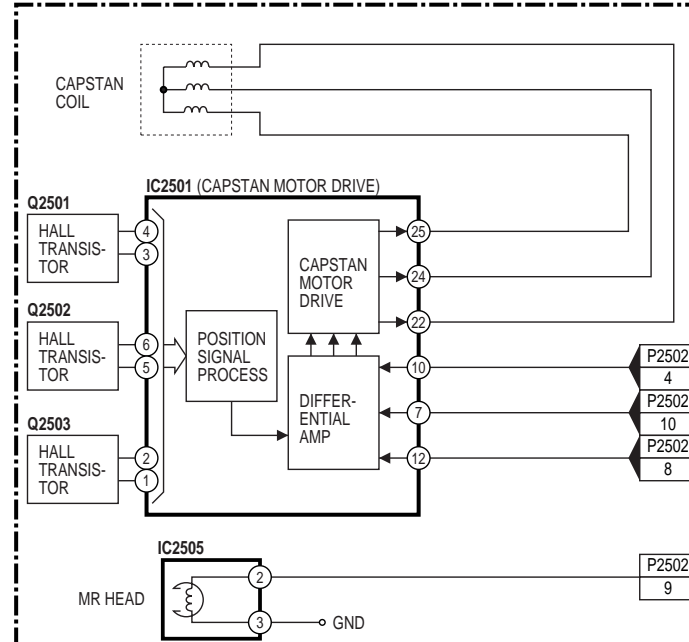 CAPSTAN
COIL
IC2501 (CAPSTAN MOTOR DRIVE)
Q2501
HALL
TRANSIS-
TOR
4
3
Q2502
HALL
TRANSIS-
TOR
6
5
Q2503
HALL
TRANSIS-
TOR
2
1
POSITION
SIGNAL
PROCESS
CAPSTAN
MOTOR
DRIVE
DIFFER-
ENTIAL
AMP
25
24
22
10
7
12
P2502
4
P2502
10
P2502
8
IC2505
MR HEAD
2
3
GND
P2502
9